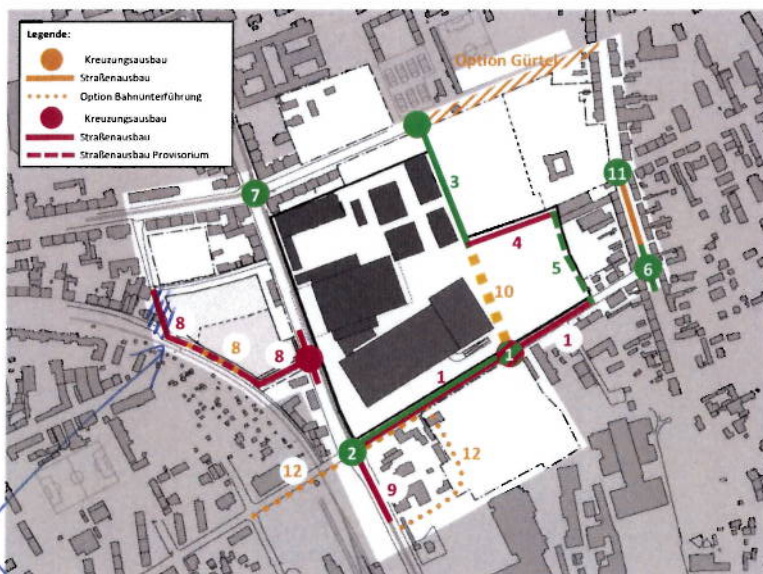 Legende:
Kreuzungsausbau
Straßenausbau
Option Bahnunterführung
Kreuzungsausbau
Straßenausbau
Straßenausbau Provisorium
Option Gürtel
7
3
11
4
5
6
10
8
8
8
1
1
1
2
12
12
9